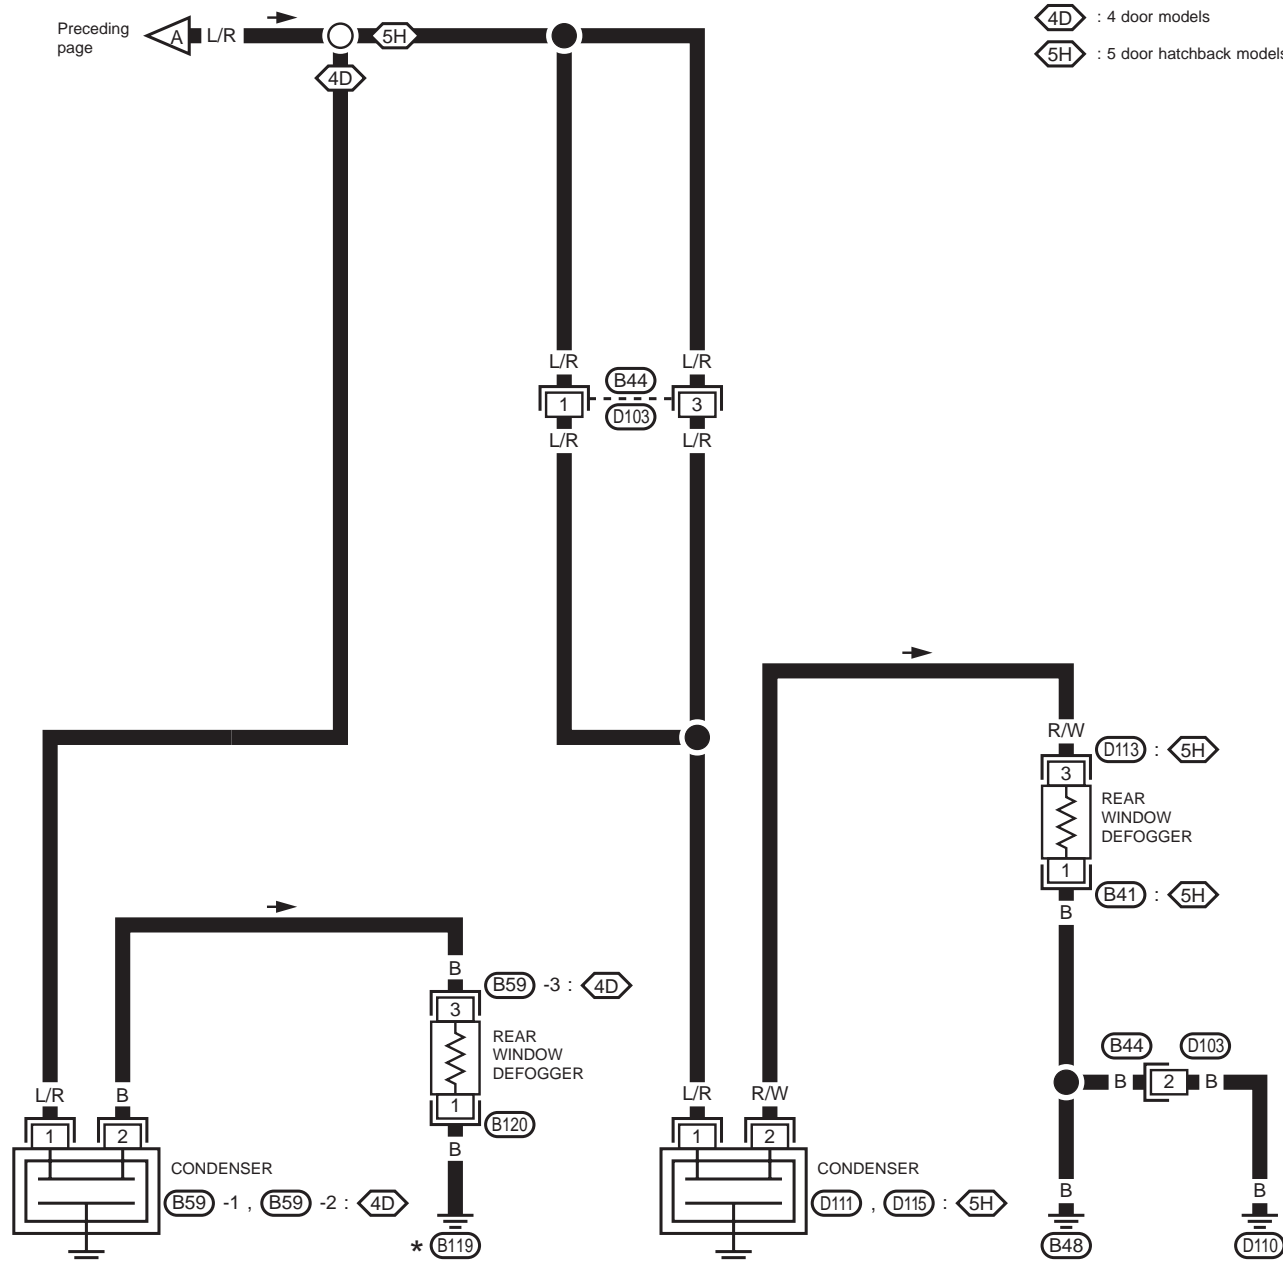 Preceding
page
A
L/R
5H
4D
4D : 4 door models
5H : 5 door hatchback models
L/R
L/R
1
B44
D103
3
L/R
L/R
R/W
D113 : 5H
3
REAR
WINDOW
DEFOGGER
1
B41 : 5H
B
B
B59 -3 : 4D
3
REAR
WINDOW
DEFOGGER
1
B120
B
B44
D103
B
2
B
L/R
B
1
2
CONDENSER
B59 -1 , B59 -2 : 4D
* B119
L/R
R/W
1
2
CONDENSER
D111 , D115 : 5H
B
B48
B
D110